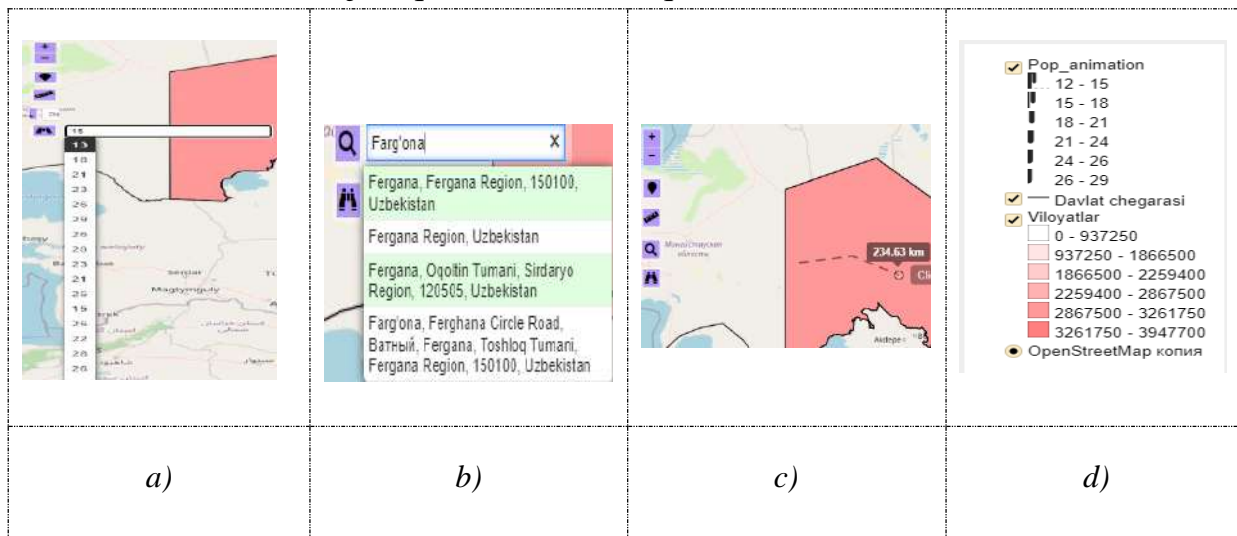 15
13
18
21
23
26
29
26
28
23
21
25
15
26
22
28
26
Serdar
Magtymguly
Farg'ona
X
Fergana, Fergana Region, 150100,
Uzbekistan
Fergana Region, Uzbekistan
Fergana, Oqoltin Tumani, Sirdaryo
Region, 120505, Uzbekistan
Farg'ona, Ferghana Circle Road,
Ватный, Fergana, Toshloq Tumani,
Fergana Region, 150100, Uzbekistan
+
−
область
234.63 km
Pop_animation
12 - 15
15 - 18
18 - 21
21 - 24
24 - 26
26 - 29
Davlat chegarasi
Viloyatlar
0 - 937250
937250 - 1866500
1866500 - 2259400
2259400 - 2867500
2867500 - 3261750
3261750 - 3947700
OpenStreetMap копия
a)
b)
c)
d)